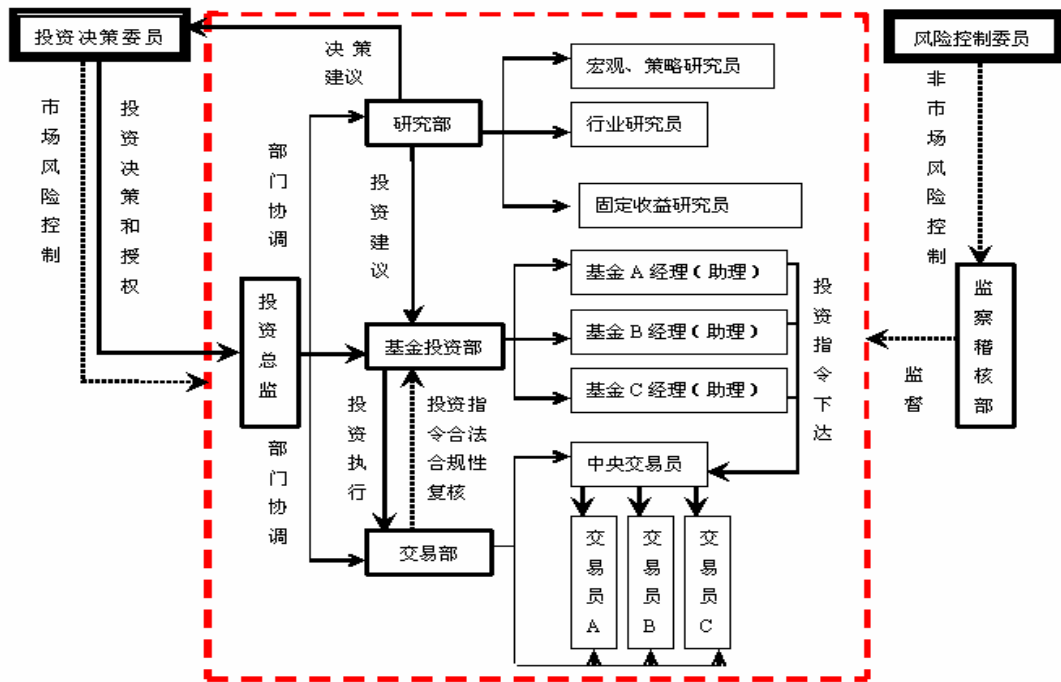 投资决策委员
风险控制委员
决策
建议
宏观、策略研究员
研究部
行业研究员
固定收益研究员
市场风险控制
投资决策和授权
部门协调
投资建议
非市场风险控制
投资总监
基金投资部
基金 A 经理（助理）
基金 B 经理（助理）
基金 C 经理（助理）
投资指令下达
监察稽核部
监督
部门协调
投资执行
投资指
令合法
合规性
复核
中央交易员
交易部
交易员 A
交易员 B
交易员 C